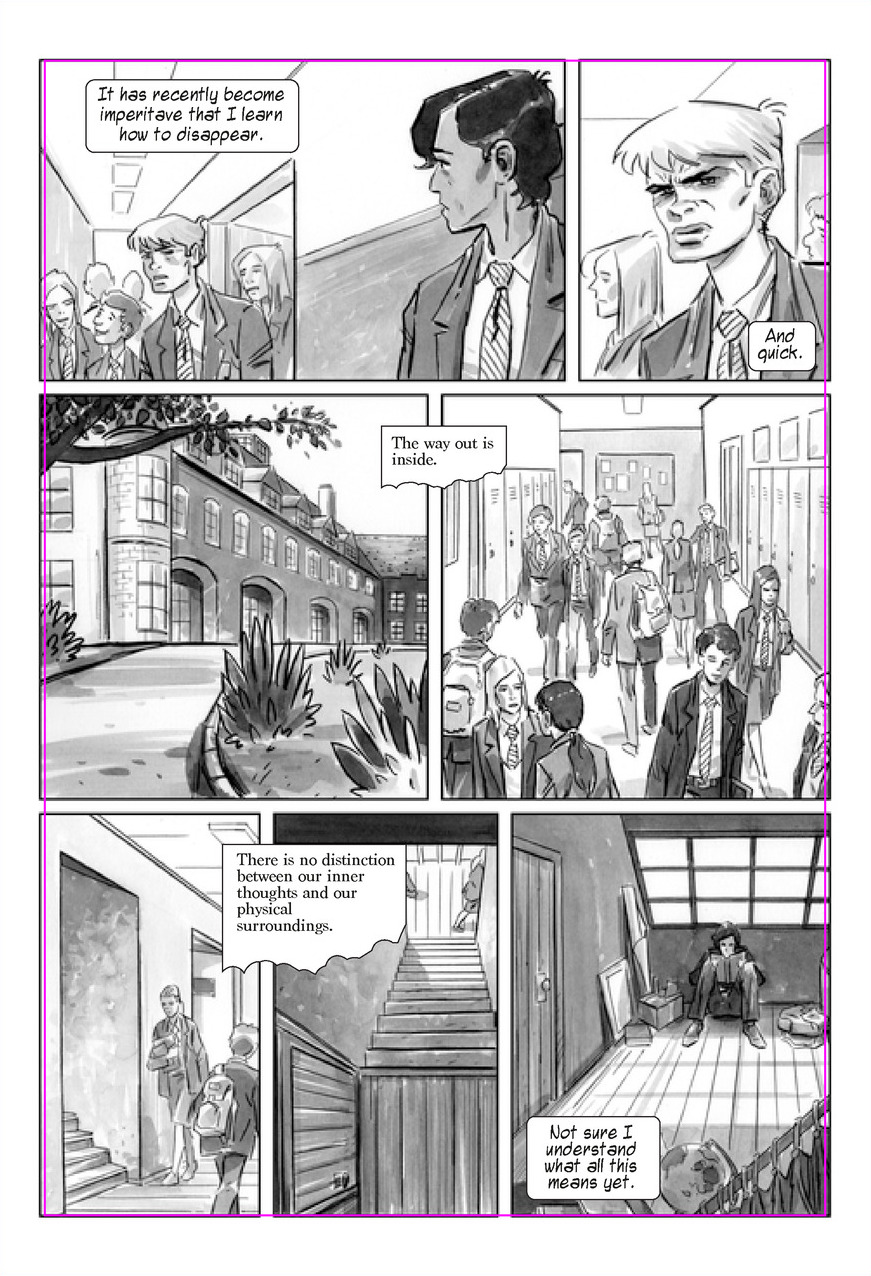 It has recently become
imperitave that I learn
how to disappear.
And
quick.
The way out is
inside.
There is no distinction
between our inner
thoughts and our
physical
surroundings.
Not sure I
understand
what all this
means yet.